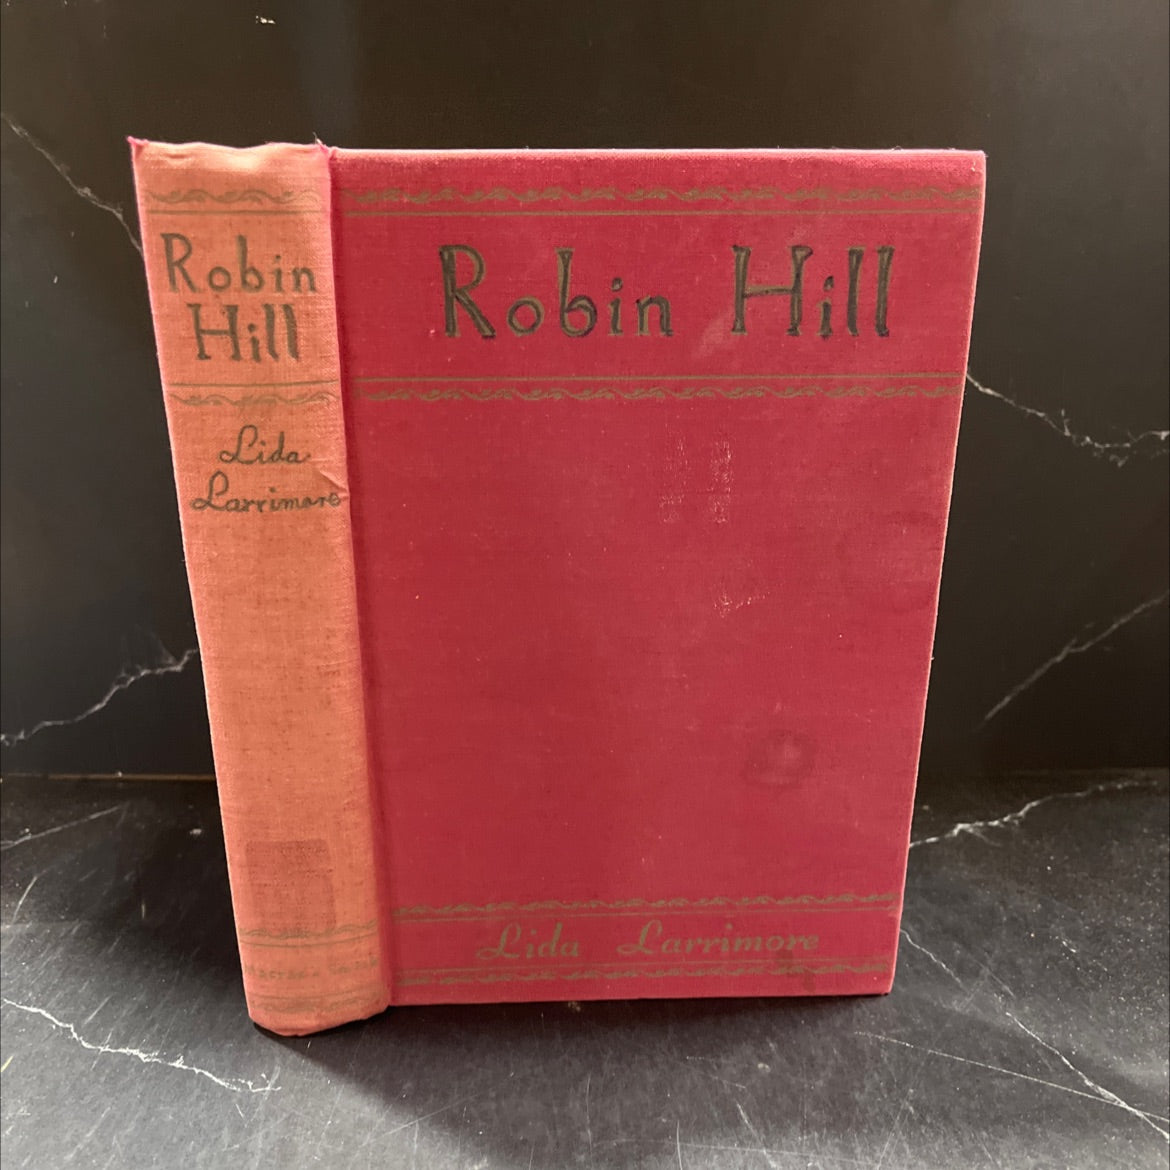 Robin
Hill
Lida
Larrimore
Robin Hill
Lida Larrimore